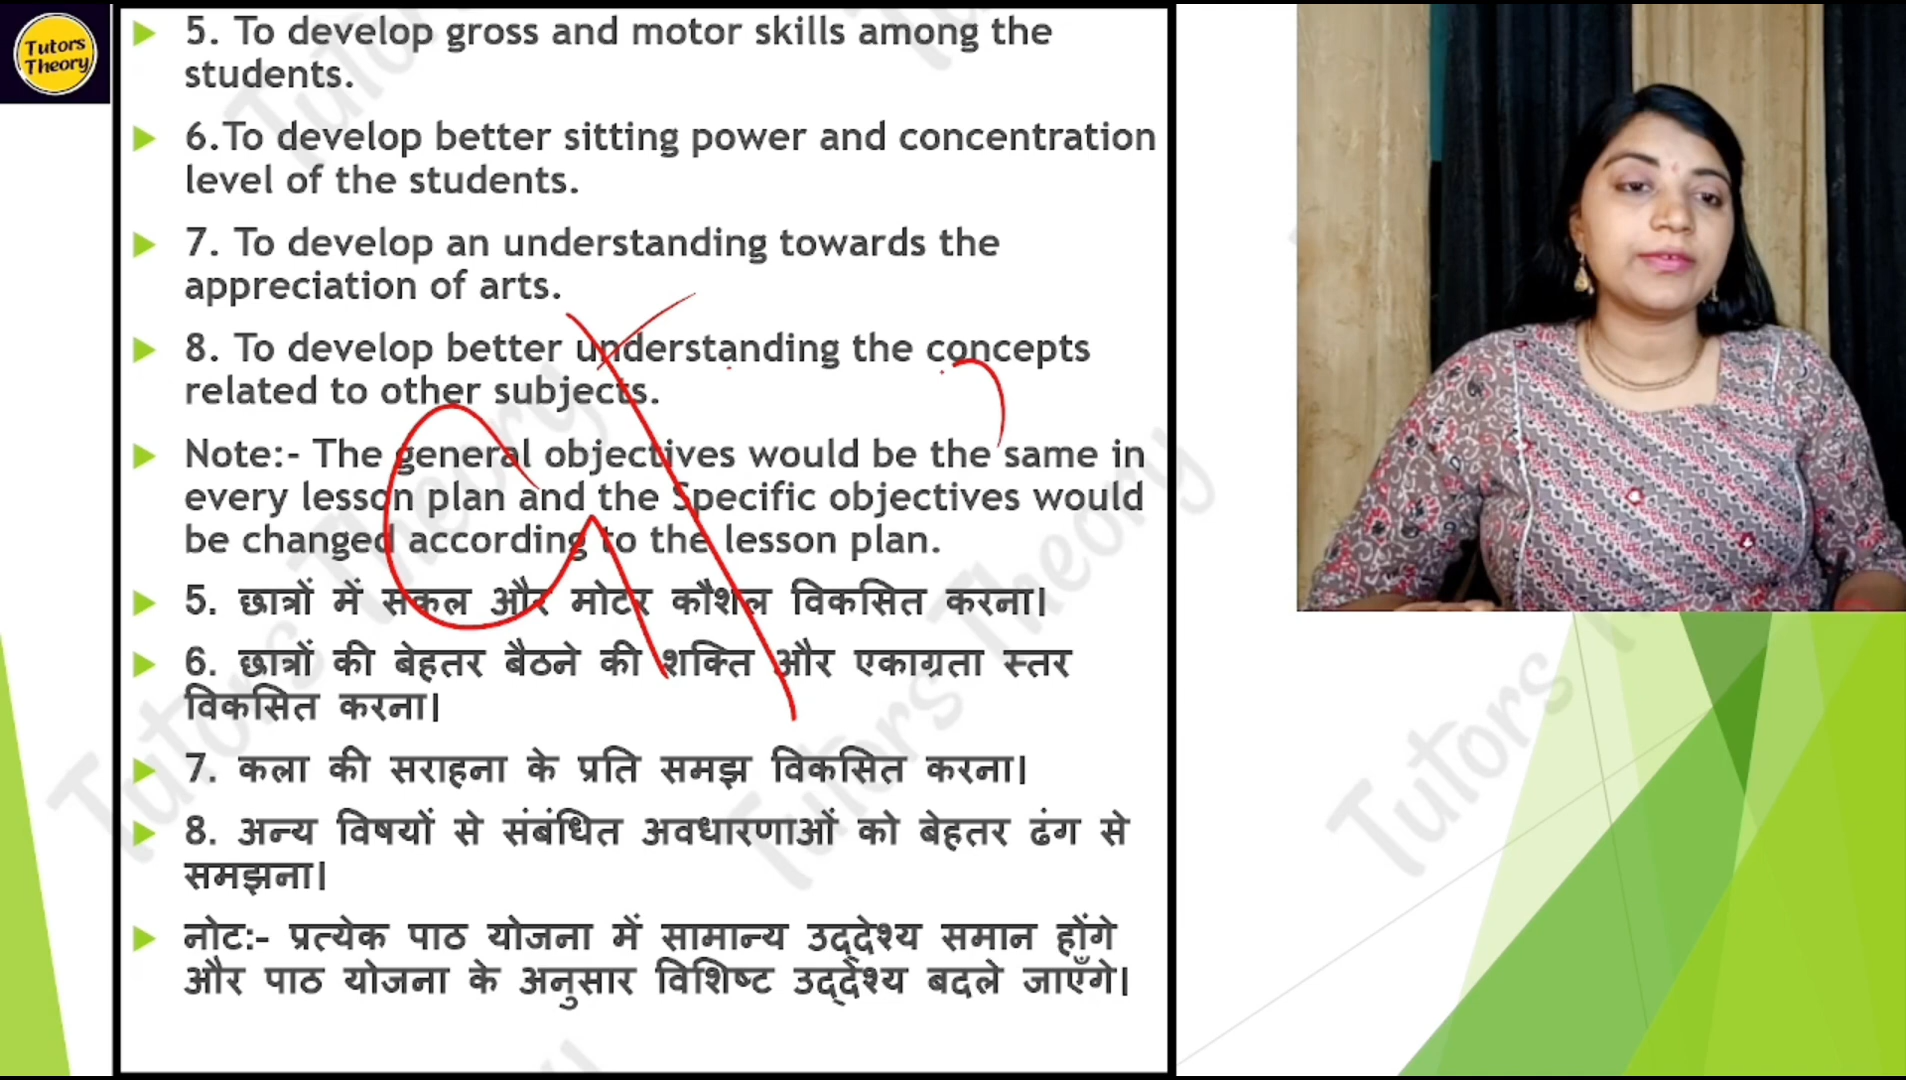 Tutors
Theory
5. To develop gross and motor skills among the
students.
6.To develop better sitting power and concentration
level of the students.
7. To develop an understanding towards the
appreciation of arts.
8. To develop better understanding the concepts
related to other subjects.
Note:- The general objectives would be the same in
every lesson plan and the Specific objectives would
be changed according to the lesson plan.
5. छात्रों में सकल और मोटर कौशल विकसित करना।
6. छात्रों की बेहतर बैठने की शक्ति और एकाग्रता स्तर
विकसित करना।
7. कला की सराहना के प्रति समझ विकसित करना।
8. अन्य विषयों से संबंधित अवधारणाओं को बेहतर ढंग से
समझना।
नोट:- प्रत्येक पाठ योजना में सामान्य उद्देश्य समान होंगे
और पाठ योजना के अनुसार विशिष्ट उद्देश्य बदले जाएँगे।
Tutors Theory
Tutors Theory